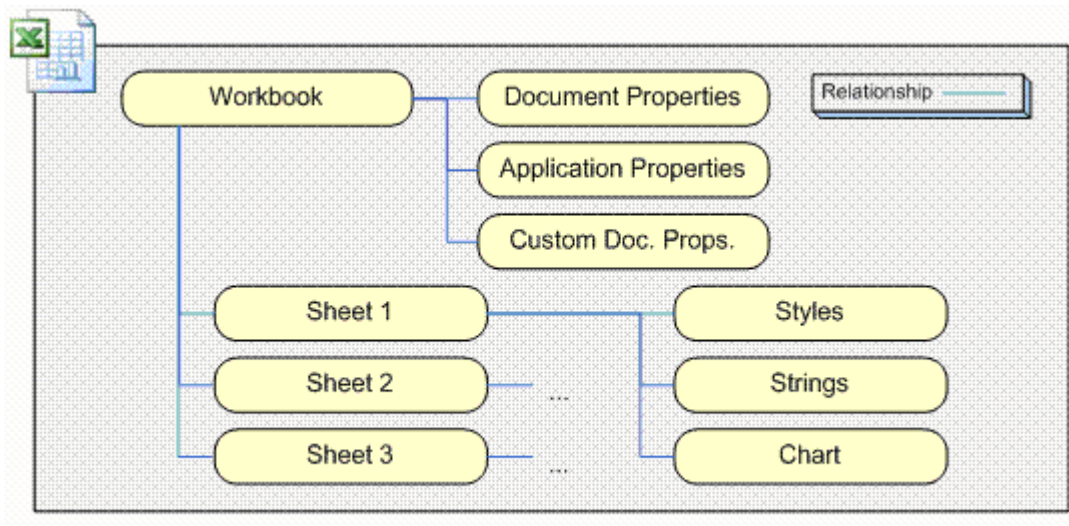 Workbook
Document Properties
Relationship
Application Properties
Custom Doc. Props.
Sheet 1
Styles
Sheet 2
...
Strings
Sheet 3
...
Chart